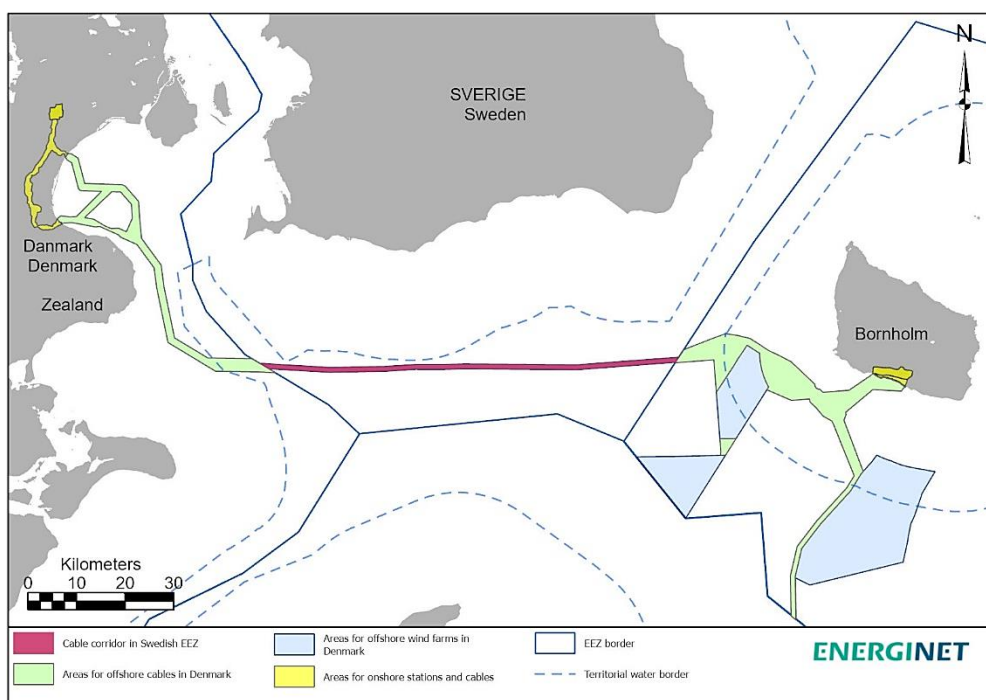 N
SVERIGE
Sweden
Danmark
Denmark
Zealand
Bornholm
Kilometers
0 10 20 30
Cable corridor in Swedish EEZ
Areas for offshore cables in Denmark
Areas for offshore wind farms in
Denmark
Areas for onshore stations and cables
EEZ border
Territorial water border
ENERGINET